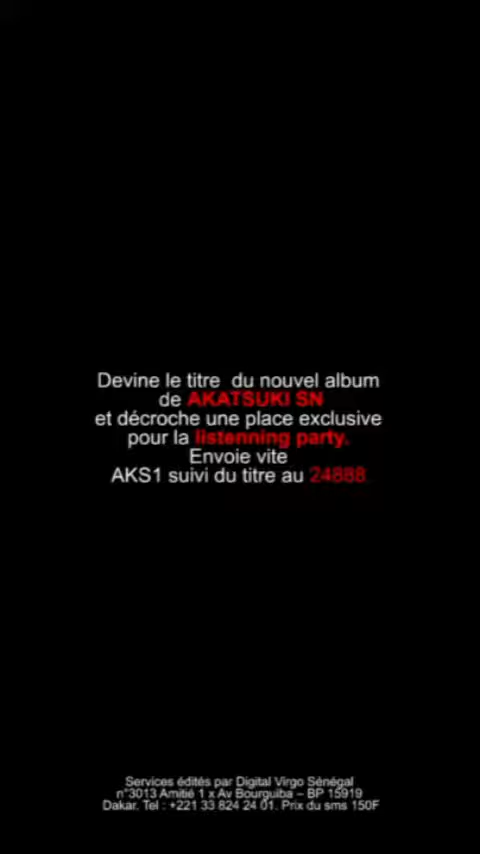 Devine le titre du nouvel album
de AKATSUKI SN
et décroche une place exclusive
pour la listenning party.
Envoie vite
AKS1 suivi du titre au 24888
Services édités par Digital Virgo Sénégal
n°3013 Amitié 1 x Av Bourguiba – BP 15919
Dakar. Tel : +221 33 824 24 01. Prix du sms 150F